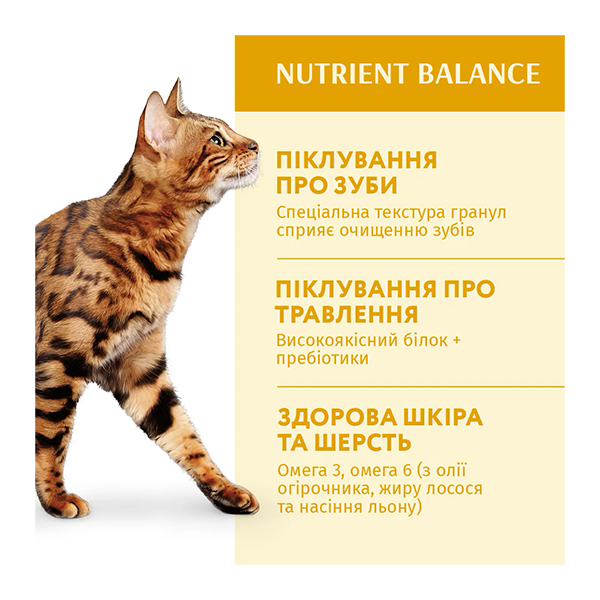 NUTRIENT BALANCE
ПІКЛУВАННЯ
ПРО ЗУБИ
Спеціальна текстура гранул
сприяє очищенню зубів
ПІКЛУВАННЯ ПРО
ТРАВЛЕННЯ
Високоякісний білок +
пребіотики
ЗДОРОВА ШКІРА
ТА ШЕРСТЬ
Омега 3, омега 6 (з олії
огірочника, жиру лосося
та насіння льону)